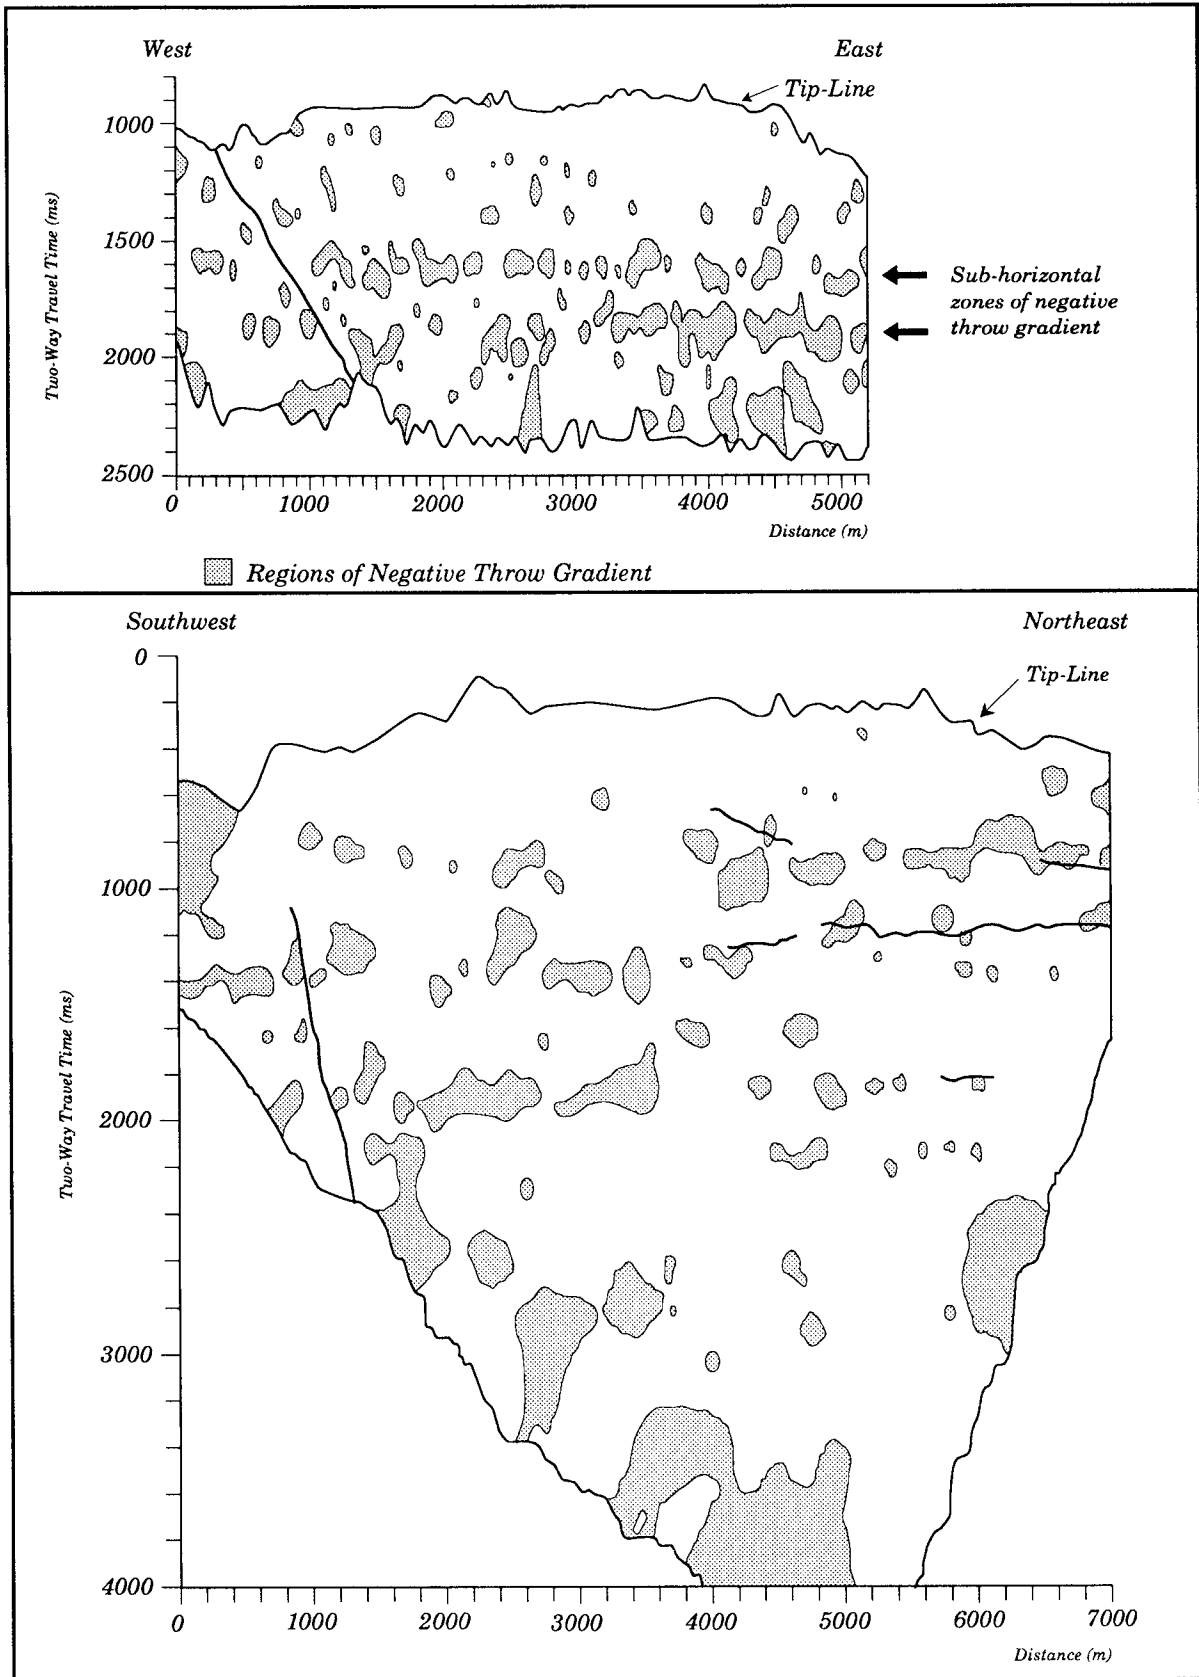 West
East
Tip-Line
1000
1500
2000
2500
Two-Way Travel Time (ms)
Sub-horizontal
zones of negative
throw gradient
0
1000
2000
3000
4000
5000
Distance (m)
Regions of Negative Throw Gradient
Southwest
Northeast
Tip-Line
0
1000
2000
3000
4000
Two-Way Travel Time (ms)
0
1000
2000
3000
4000
5000
6000
7000
Distance (m)